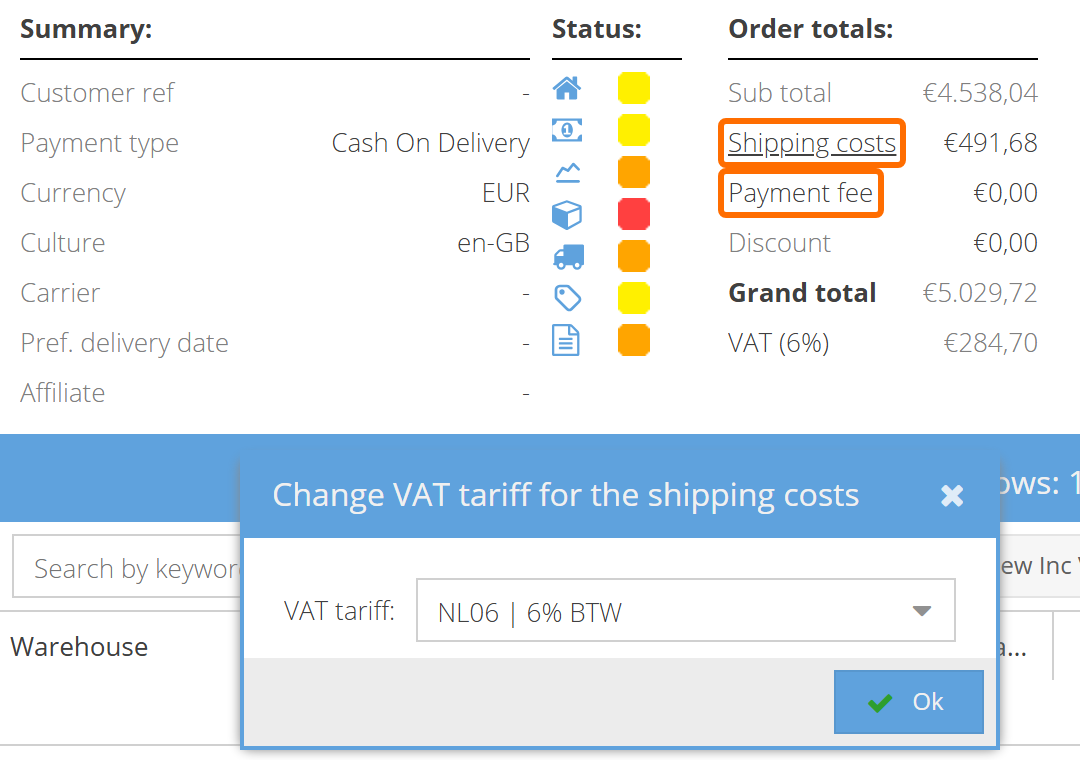 Summary:
Customer ref -
Payment type Cash On Delivery
Currency EUR
Culture en-GB
Carrier -
Pref. delivery date -
Affiliate -
Status:
1
Order totals:
Sub total €4.538,04
Shipping costs €491,68
Payment fee €0,00
Discount €0,00
Grand total €5.029,72
VAT (6%) €284,70
Change VAT tariff for the shipping costs
ows: 1
Search by keywor
ew Inc
VAT tariff: NL06 | 6% BTW
Warehouse
a...
Ok